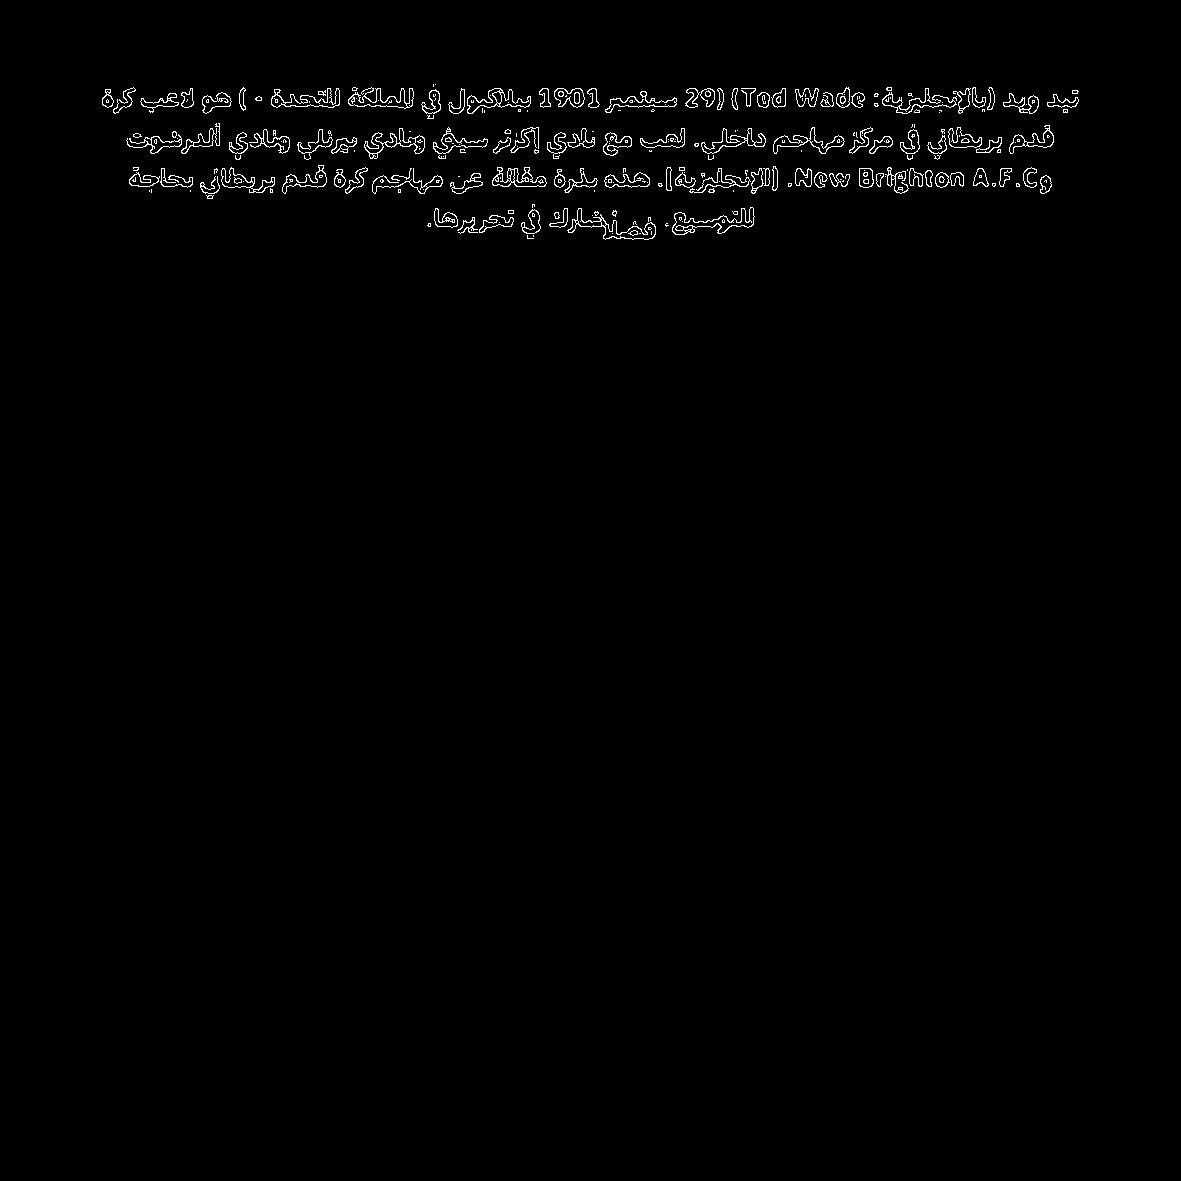 تيد ويد (بالإنجليزية: Tod Wade) (29 سبتمبر 1901 ببلاكبول في المملكة المتحدة - ) هو لاعب كرة
قدم بريطاني في مركز مهاجم داخلي. لعب مع نادي إكزتر سيتي ونادي بيرنلي ونادي ألدرشوت
وNew Brighton A.F.C. (الإنجليزية). هذه بذرة مقالة عن مهاجم كرة قدم بريطاني بحاجة
للتوسيع. فضلاً شارك في تحريرها.